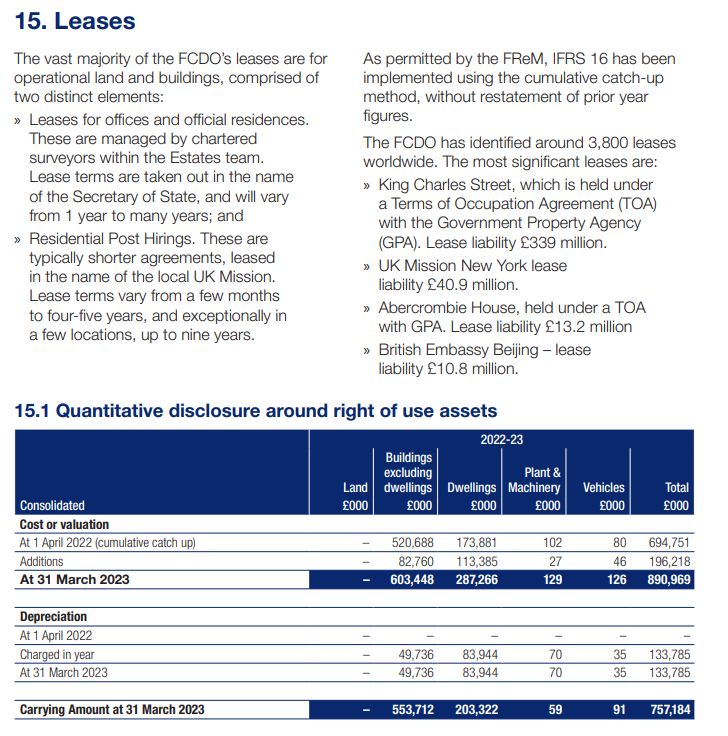 15. Leases
The vast majority of the FCDO’s leases are for
operational land and buildings, comprised of
two distinct elements:
» Leases for offices and official residences.
These are managed by chartered
surveyors within the Estates team.
Lease terms are taken out in the name
of the Secretary of State, and will vary
from 1 year to many years; and
» Residential Post Hirings. These are
typically shorter agreements, leased
in the name of the local UK Mission.
Lease terms vary from a few months
to four-five years, and exceptionally in
a few locations, up to nine years.
As permitted by the FReM, IFRS 16 has been
implemented using the cumulative catch-up
method, without restatement of prior year
figures.
The FCDO has identified around 3,800 leases
worldwide. The most significant leases are:
» King Charles Street, which is held under
a Terms of Occupation Agreement (TOA)
with the Government Property Agency
(GPA). Lease liability £339 million.
» UK Mission New York lease
liability £40.9 million.
» Abercrombie House, held under a TOA
with GPA. Lease liability £13.2 million
» British Embassy Beijing – lease
liability £10.8 million.
15.1 Quantitative disclosure around right of use assets
2022-23
Buildings
excluding Plant &
Land dwellings Dwellings Machinery Vehicles Total
Consolidated £000 £000 £000 £000 £000 £000
Cost or valuation
At 1 April 2022 (cumulative catch up) – 520,688 173,881 102 80 694,751
Additions – 82,760 113,385 27 46 196,218
At 31 March 2023 – 603,448 287,266 129 126 890,969
Depreciation
At 1 April 2022 – – – – – –
Charged in year – 49,736 83,944 70 35 133,785
At 31 March 2023 – 49,736 83,944 70 35 133,785
Carrying Amount at 31 March 2023 – 553,712 203,322 59 91 757,184